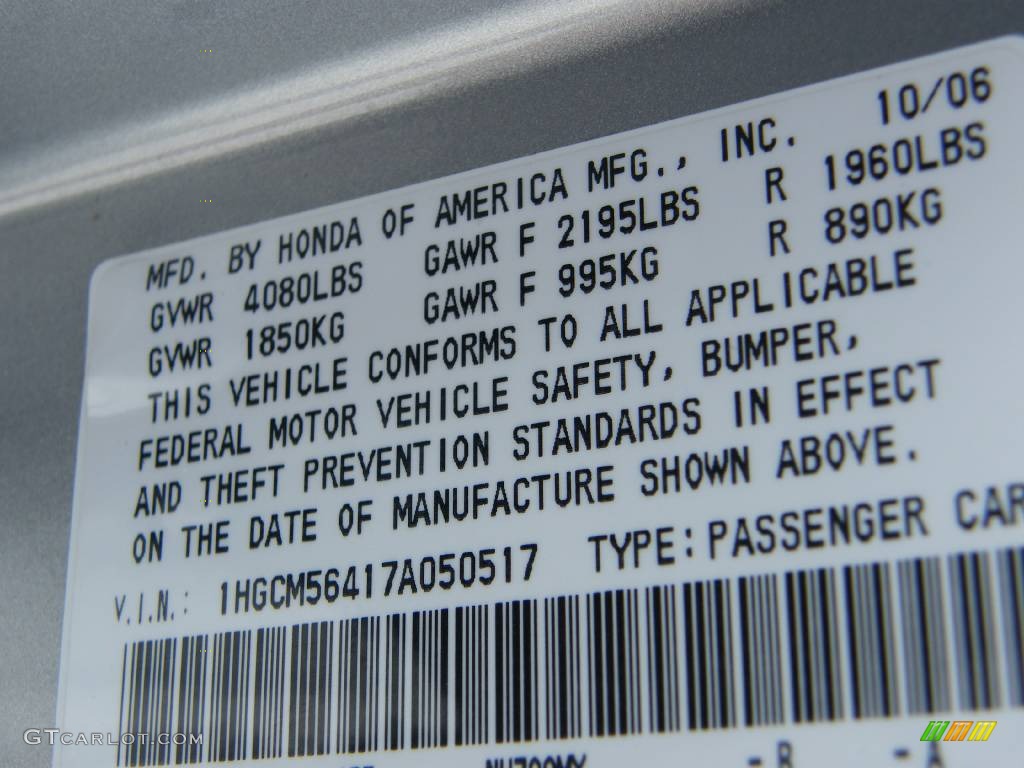 MFD. BY HONDA OF AMERICA MFG., INC. 10/06
GVWR 4080LBS GAWR F 2195LBS R 1960LBS
GVWR 1850KG GAWR F 995KG R 890KG
THIS VEHICLE CONFORMS TO ALL APPLICABLE
FEDERAL MOTOR VEHICLE SAFETY, BUMPER,
AND THEFT PREVENTION STANDARDS IN EFFECT
ON THE DATE OF MANUFACTURE SHOWN ABOVE.
V.I.N.: 1HGCM56417A050517 TYPE: PASSENGER CAR
GTCARLOT.COM